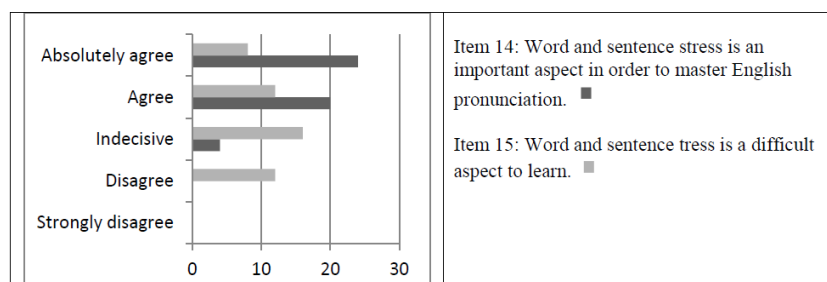 Absolutely agree
Agree
Indecisive
Disagree
Strongly disagree
0 10 20 30
Item 14: Word and sentence stress is an
important aspect in order to master English
pronunciation.
Item 15: Word and sentence tress is a difficult
aspect to learn.